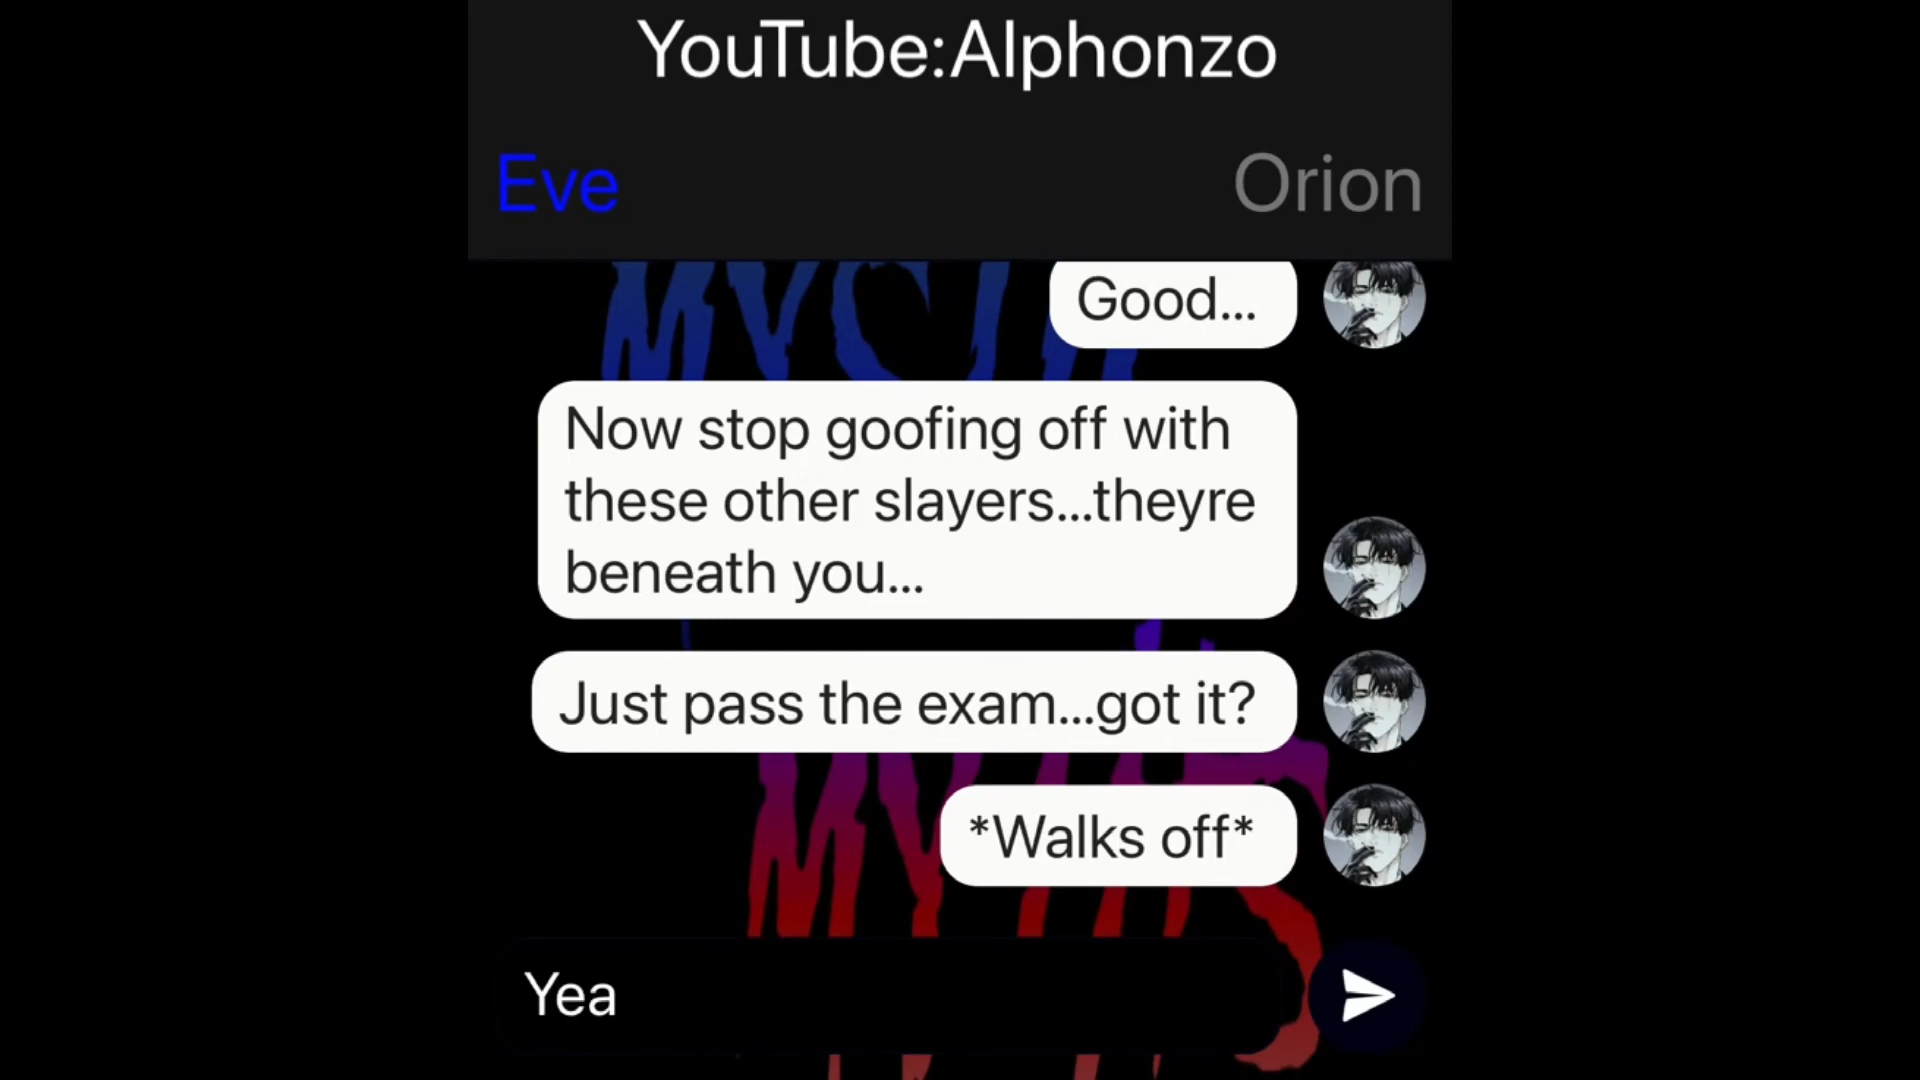 YouTube:Alphonzo
Eve
Orion
Good...
Now stop goofing off with
these other slayers...theyre
beneath you...
Just pass the exam...got it?
*Walks off*
Yea